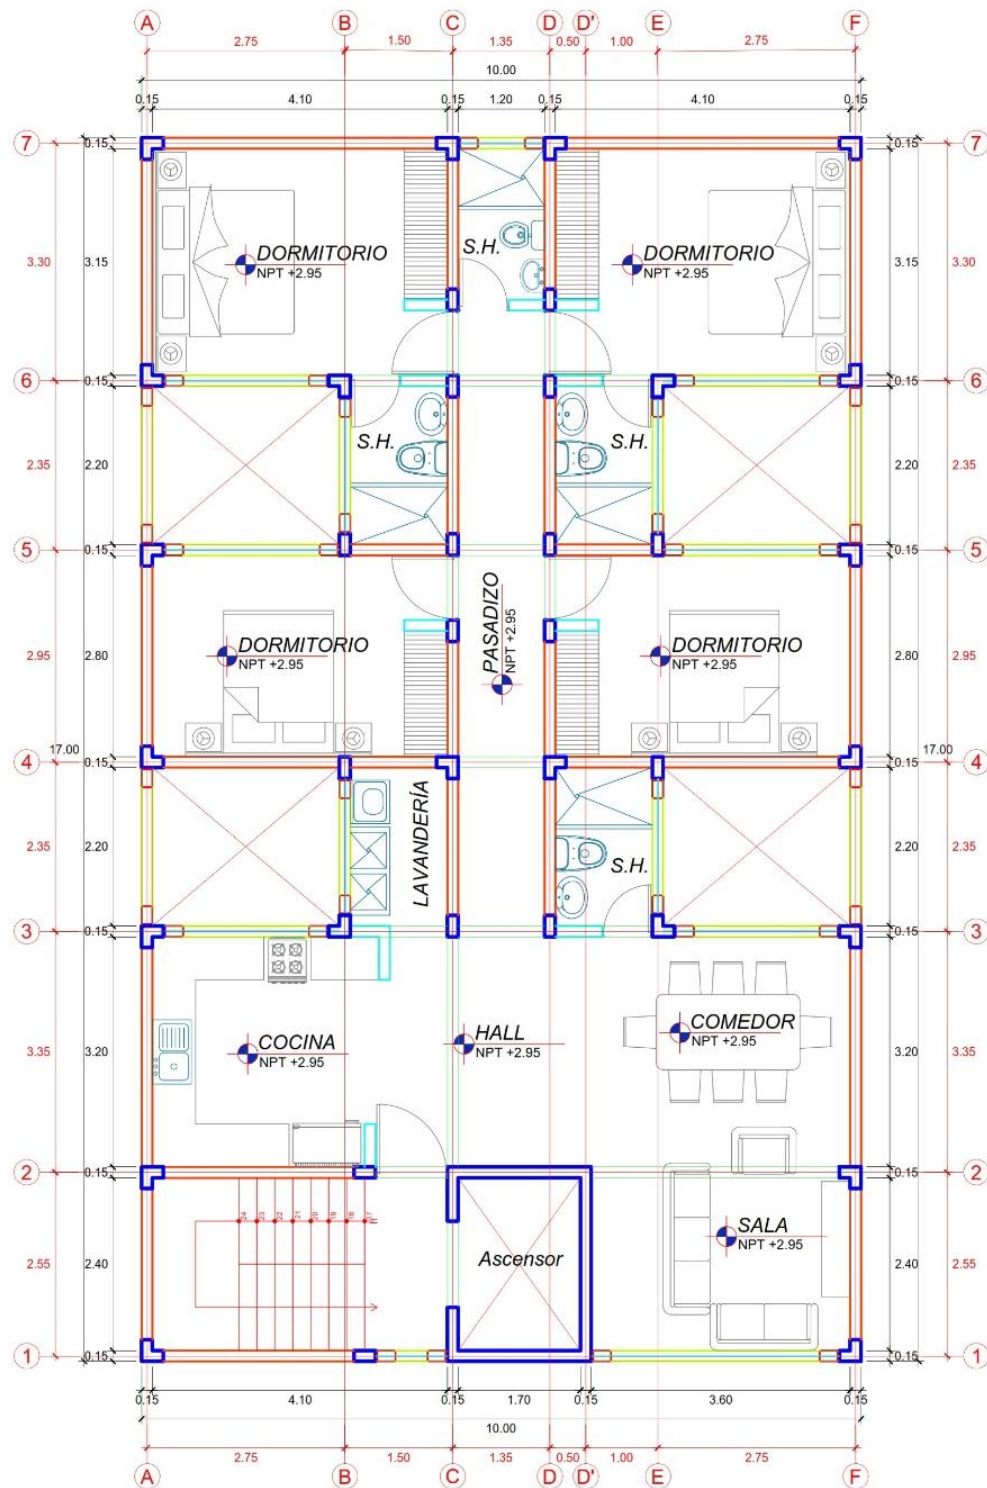 A B C D D' E F
2.75 1.50 1.35 0.50 1.00 2.75
10.00
0.15 4.10 0.15 1.20 0.15 4.10 0.15
7 0.15 0.15 7
S.H.
DORMITORIO
NPT +2.95
DORMITORIO
NPT +2.95
3.30 3.15 3.15 3.30
6 0.15 0.15 6
S.H. S.H.
2.35 2.20 2.20 2.35
5 0.15 0.15 5
PASADIZO
NPT +2.95
DORMITORIO
NPT +2.95
DORMITORIO
NPT +2.95
2.95 2.80 2.80 2.95
17.00 17.00
4 0.15 0.15 4
LAVANDERÍA
2.35 2.20 2.20 2.35
S.H.
3 0.15 0.15 3
COCINA
NPT +2.95
HALL
NPT +2.95
COMEDOR
NPT +2.95
3.35 3.20 3.20 3.35
2 0.15 0.15 2
24 23 22 21 20 19 18 17
SALA
NPT +2.95
Ascensor
2.55 2.40 2.40 2.55
1 0.15 0.15 1
0.15 4.10 0.15 1.70 0.15 3.60 0.15
10.00
2.75 1.50 1.35 0.50 1.00 2.75
A B C D D' E F